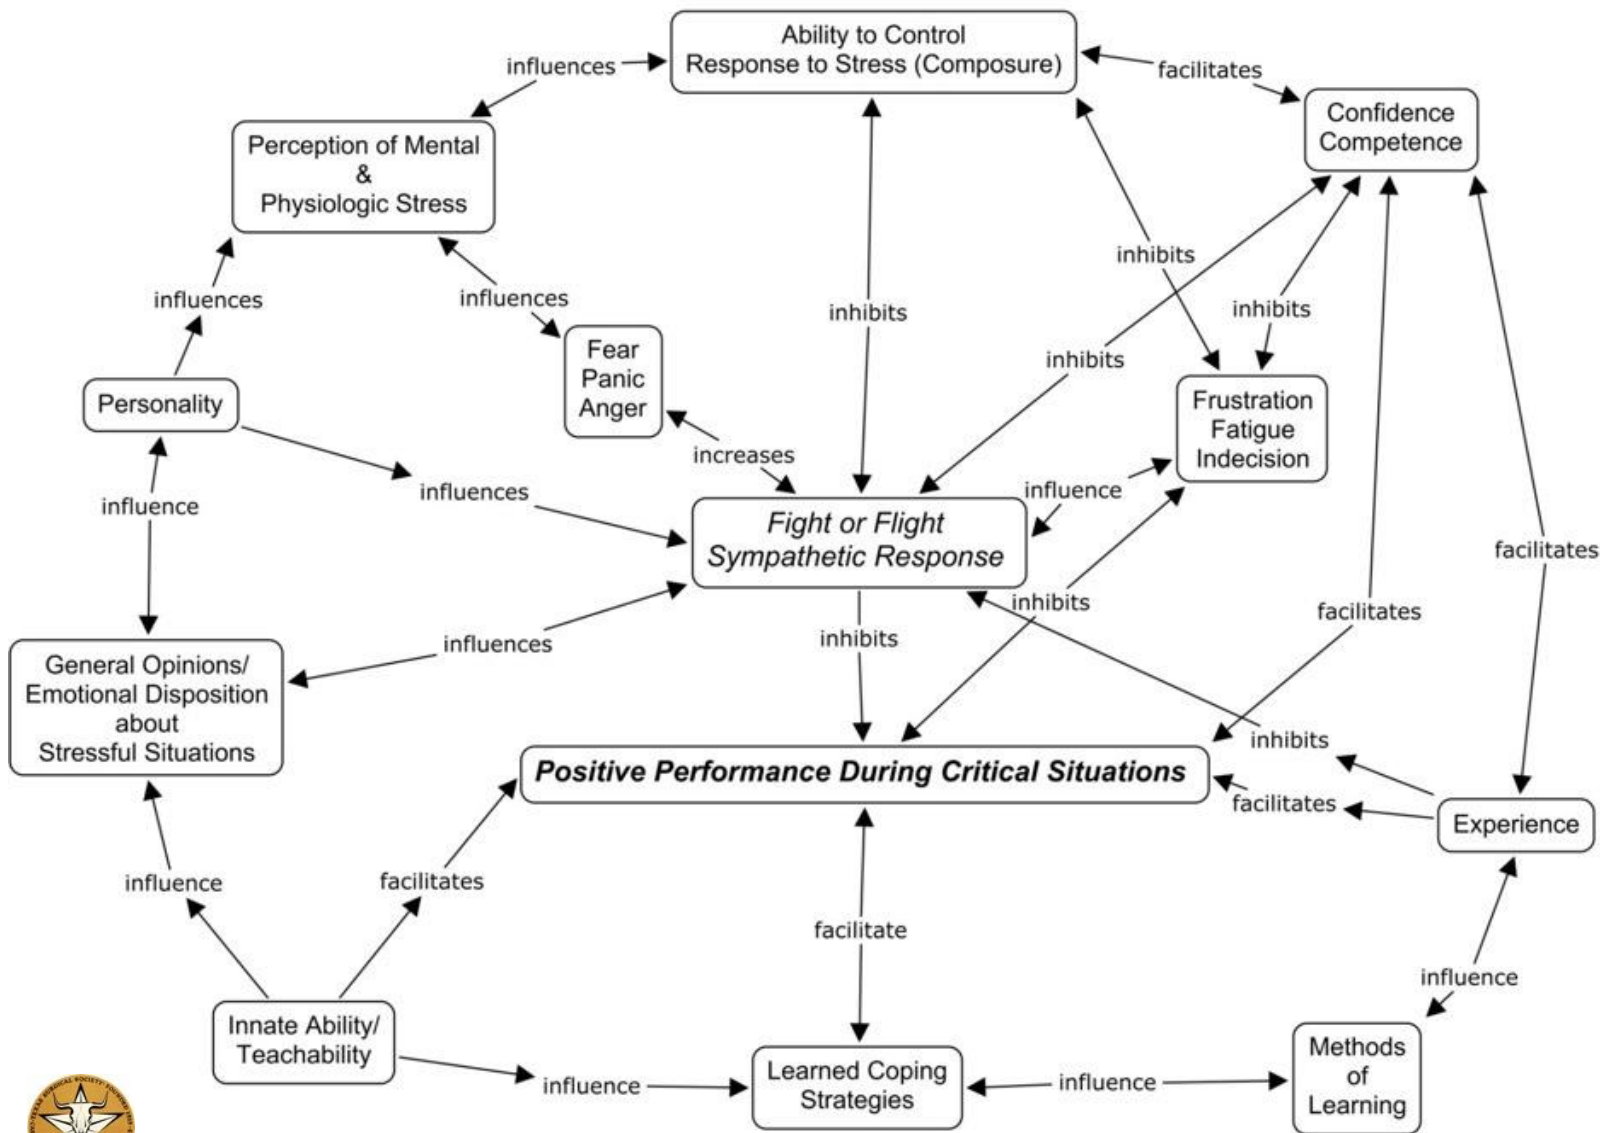 Ability to Control
Response to Stress (Composure)
influences
facilitates
Confidence
Competence
Perception of Mental
&
Physiologic Stress
inhibits
influences
influences
inhibits
inhibits
Fear
Panic
Anger
inhibits
Personality
Frustration
Fatigue
Indecision
increases
influences
influence
influence
Fight or Flight
Sympathetic Response
facilitates
inhibits
facilitates
inhibits
influences
General Opinions/
Emotional Disposition
about
Stressful Situations
inhibits
Positive Performance During Critical Situations
facilitates
Experience
influence
facilitates
facilitate
influence
Innate Ability/
Teachability
Methods
of
Learning
influence
Learned Coping
Strategies
influence